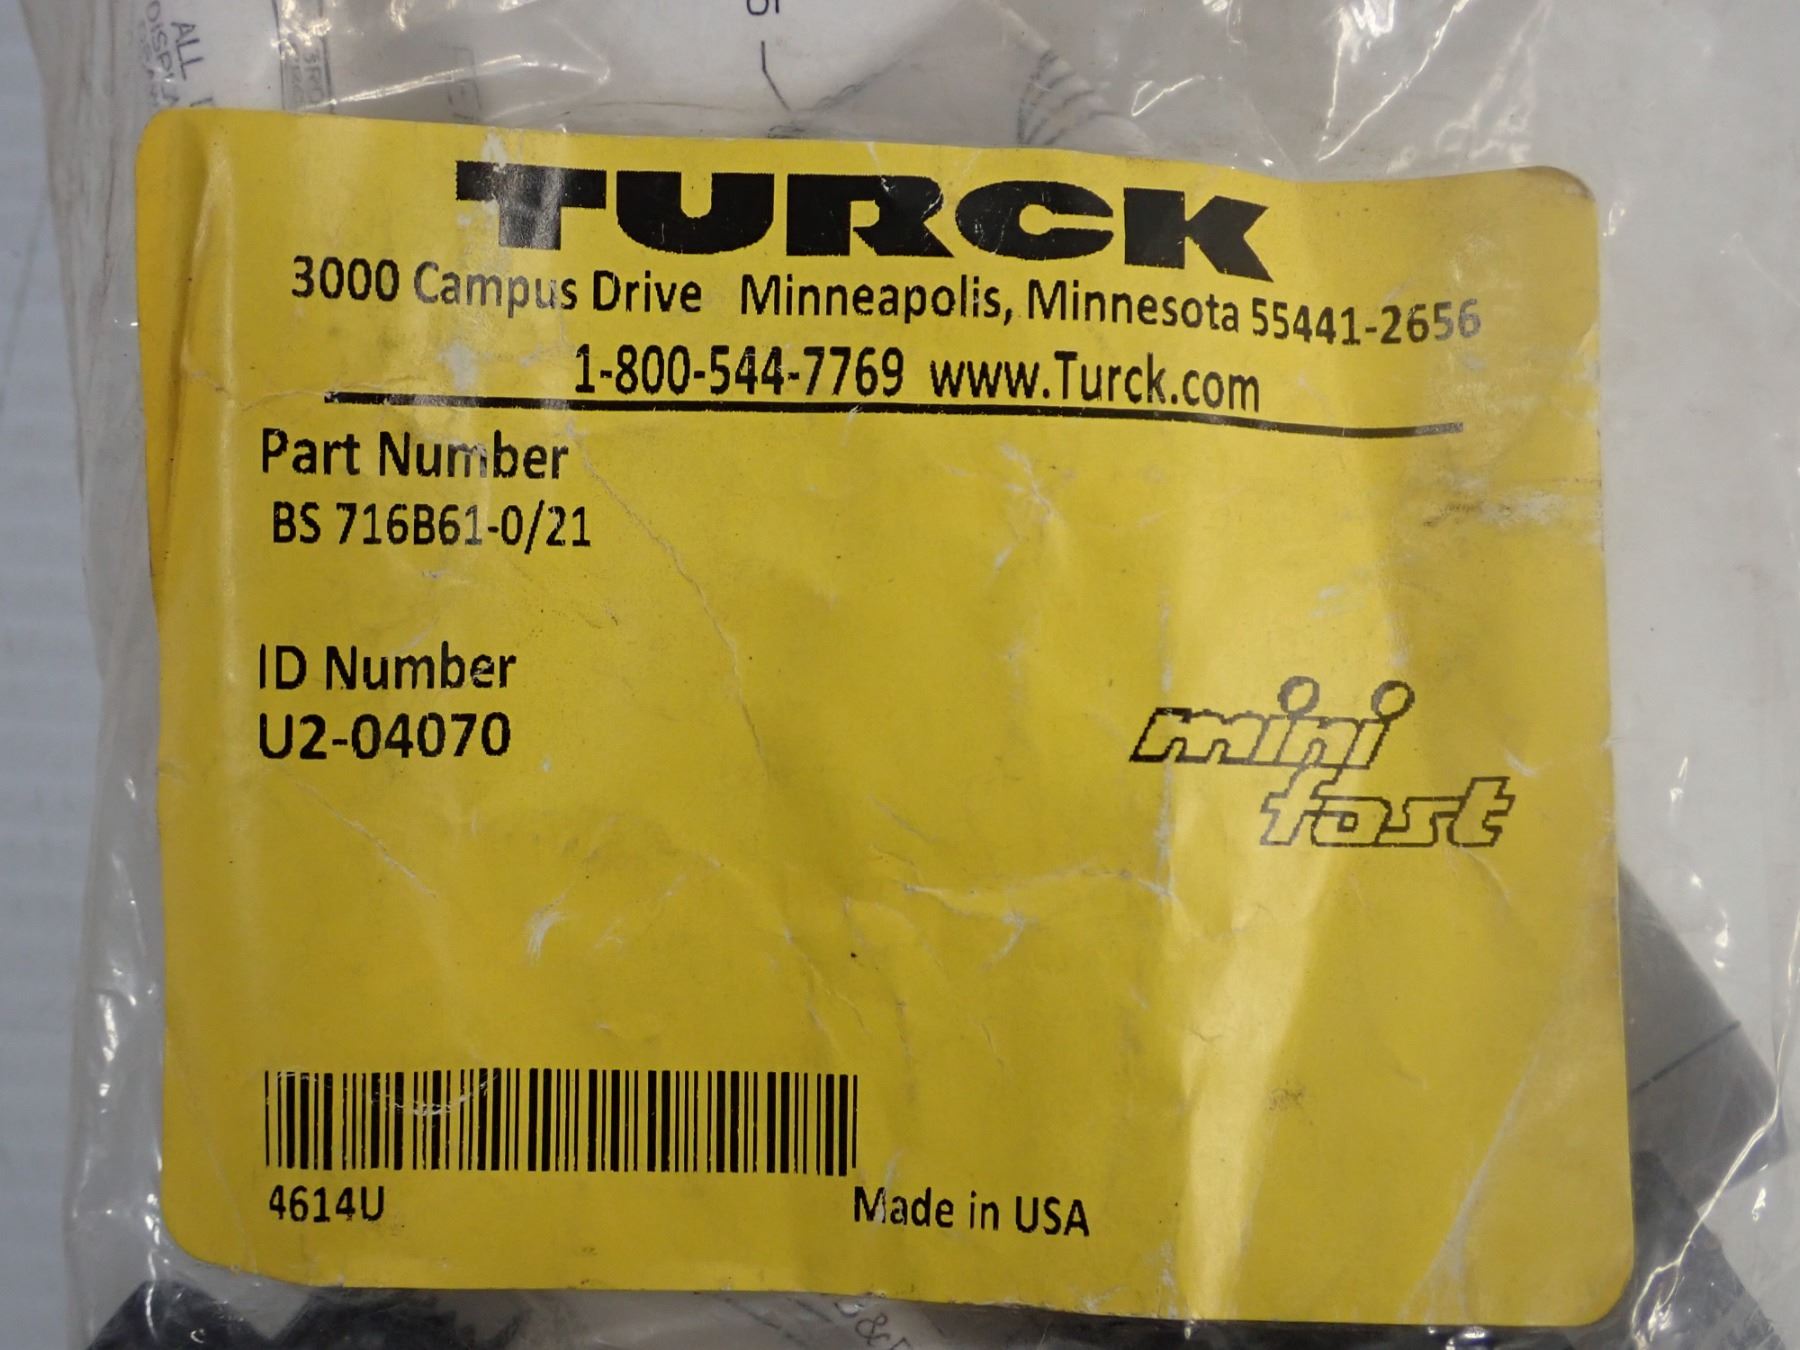 ALL
TURCK
3000 Campus Drive Minneapolis, Minnesota 55441-2656
1-800-544-7769 www.Turck.com
Part Number
BS 716B61-0/21
ID Number
U2-04070
mini
fast
4614U
Made in USA